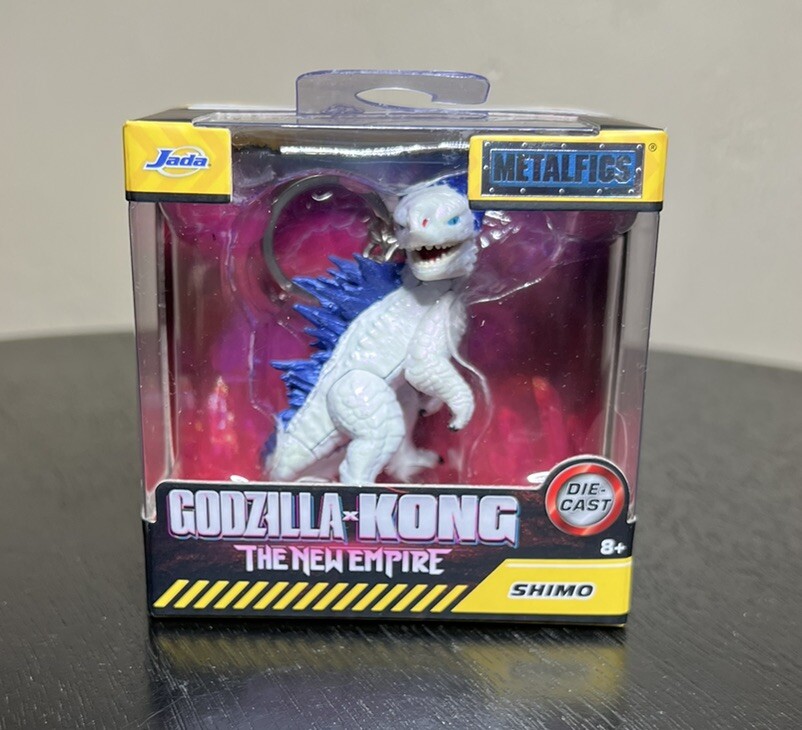 Jada
METALFIGS®
GODZILLA x KONG
THE NEW EMPIRE
DIE-
CAST
8+
SHIMO